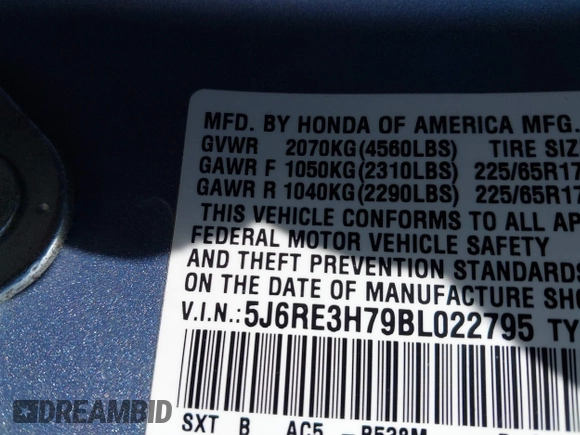 MFD. BY HONDA OF AMERICA MFG.,
GVWR 2070KG(4560LBS) TIRE SIZ
GAWR F 1050KG(2310LBS) 225/65R17
GAWR R 1040KG(2290LBS) 225/65R17
THIS VEHICLE CONFORMS TO ALL AP
FEDERAL MOTOR VEHICLE SAFETY
AND THEFT PREVENTION STANDARDS
ON THE DATE OF MANUFACTURE SHO
V.I.N.: 5J6RE3H79BL022795 TY
SXT B AC5 B538M
DREAMBID